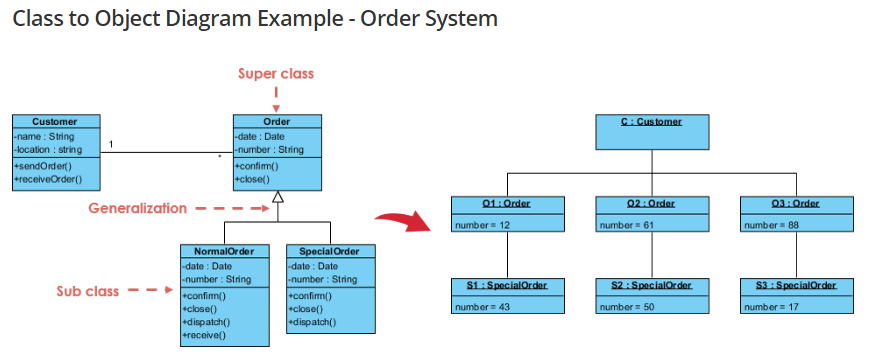 Class to Object Diagram Example - Order System
Super class
Customer
-name : String
-location : string
+sendOrder()
+receiveOrder()
1
*
Order
-date : Date
-number : String
+confirm()
+close()
Generalization
NormalOrder
-date : Date
-number : String
+confirm()
+close()
+dispatch()
+receive()
SpecialOrder
-date : Date
-number : String
+confirm()
+close()
+dispatch()
Sub class
C : Customer
O1 : Order
number = 12
O2 : Order
number = 61
O3 : Order
number = 88
S1 : SpecialOrder
number = 43
S2 : SpecialOrder
number = 50
S3 : SpecialOrder
number = 17